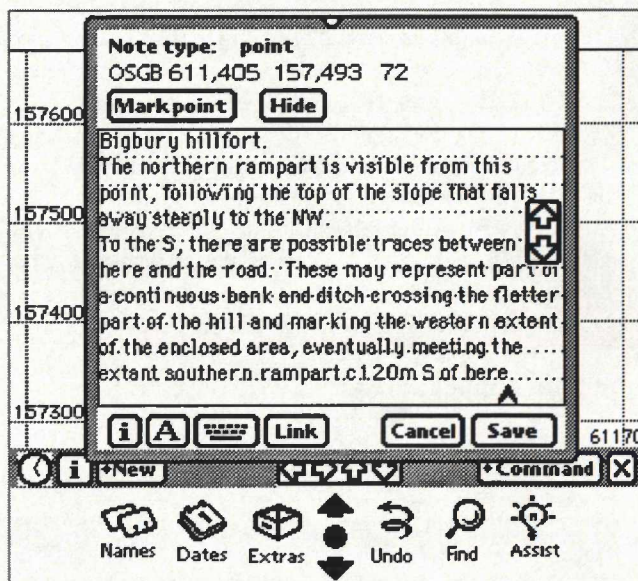 Note type: point
OSGB 611,405 157,493 72
Mark point Hide
Bigbury hillfort.
The northern rampart is visible from this
point, following the top of the slope that falls
away steeply to the NW.
To the S, there are possible traces between
here and the road. These may represent part of
a continuous bank and ditch crossing the flatter
part of the hill and marking the western extent
of the enclosed area, eventually meeting the
extant southern rampart c120m S of here
i A Link Cancel Save
157600
157500
157400
157300
61170
i New Command X
Names Dates Extras Undo Find Assist